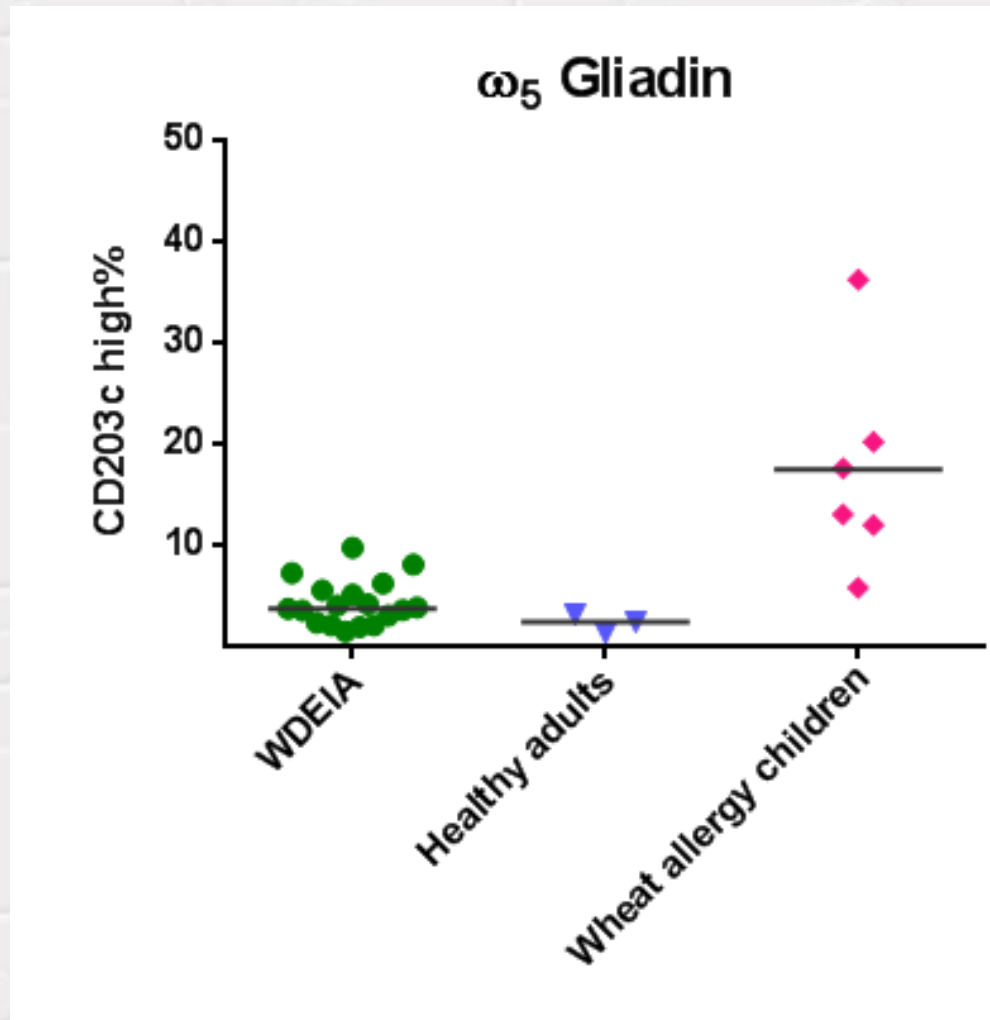 ω5 Gliadin
50
40
30
20
10
CD203c high%
WDEIA
Healthy adults
Wheat allergy children